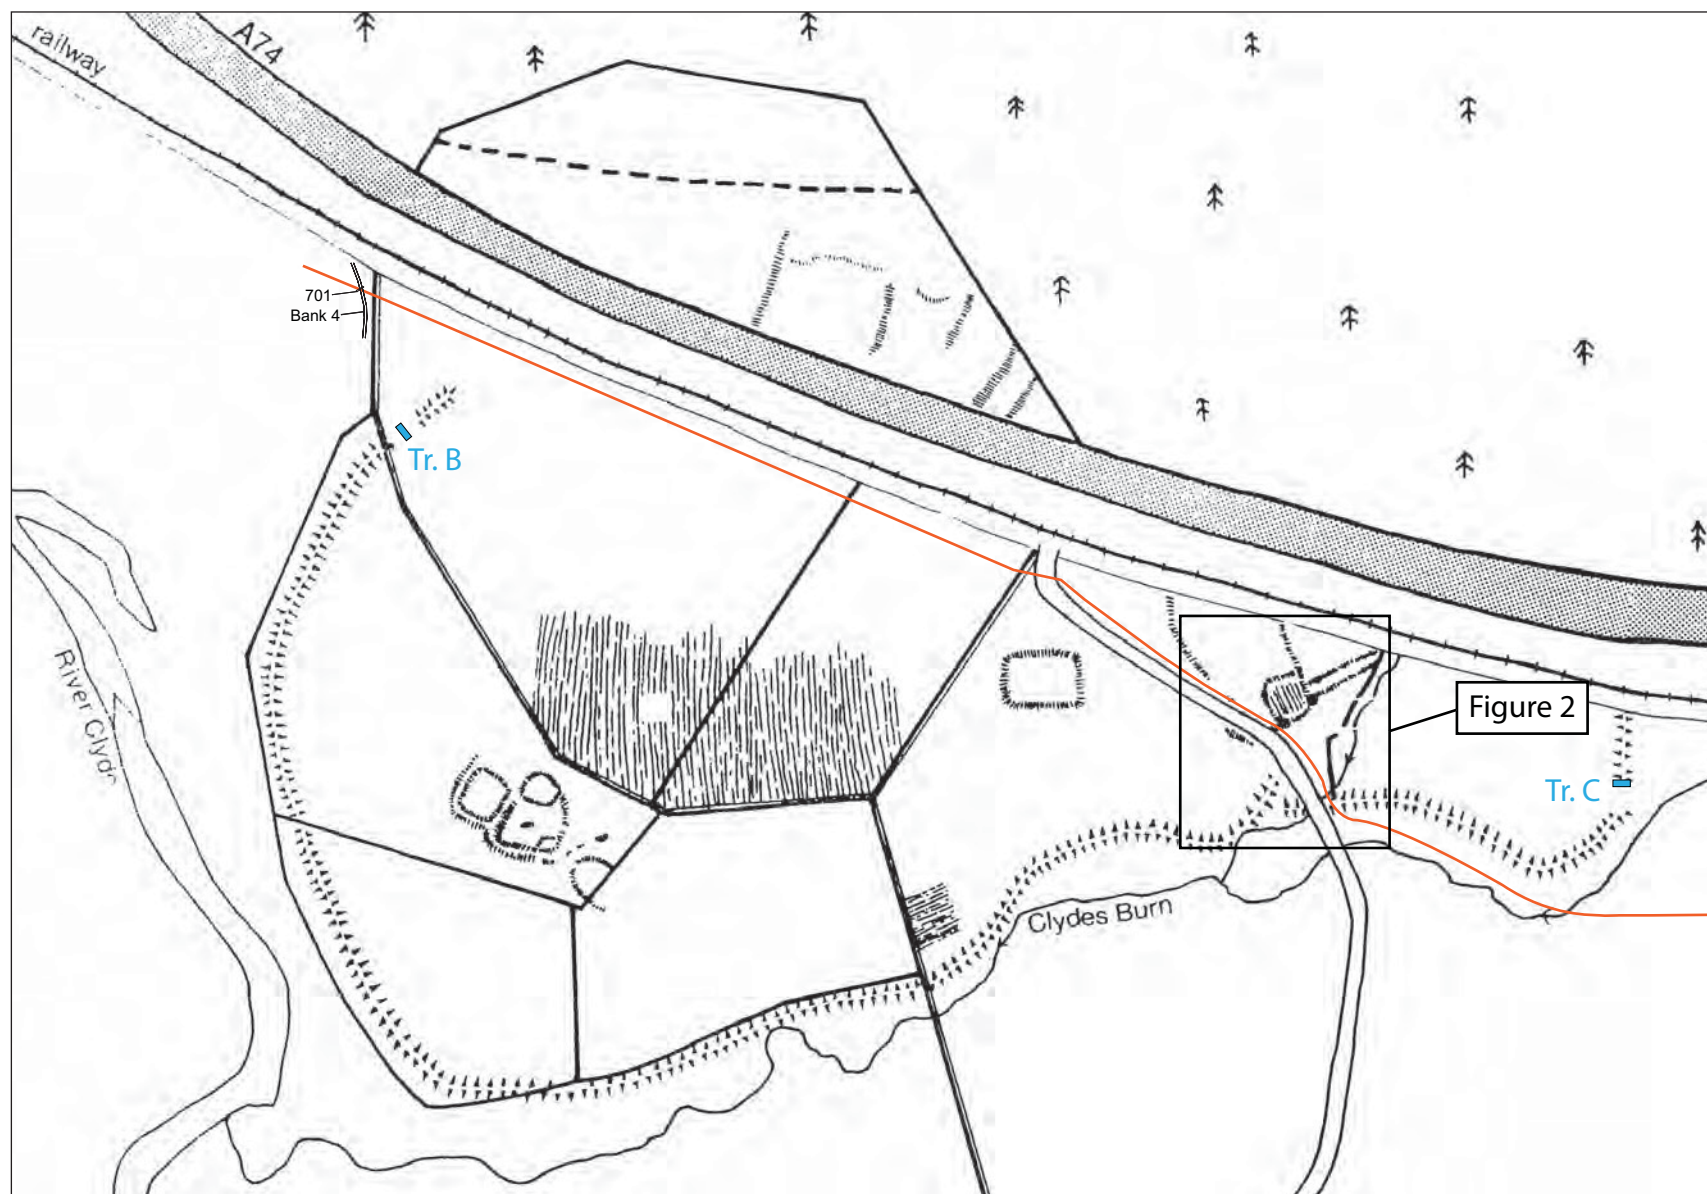 railway
A74
701
Bank 4
Tr. B
River Clyde
Figure 2
Tr. C
Clydes Burn